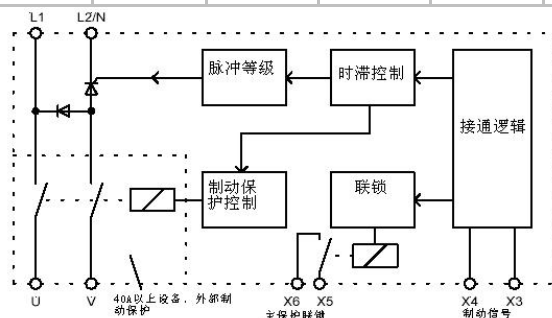 L1
L2/N
脉冲等级
时滞控制
接通逻辑
制动保
护控制
联锁
U
V
40A以上设备、外部制
动保护
X6
X5
主保护联键
X4
X3
制动信号